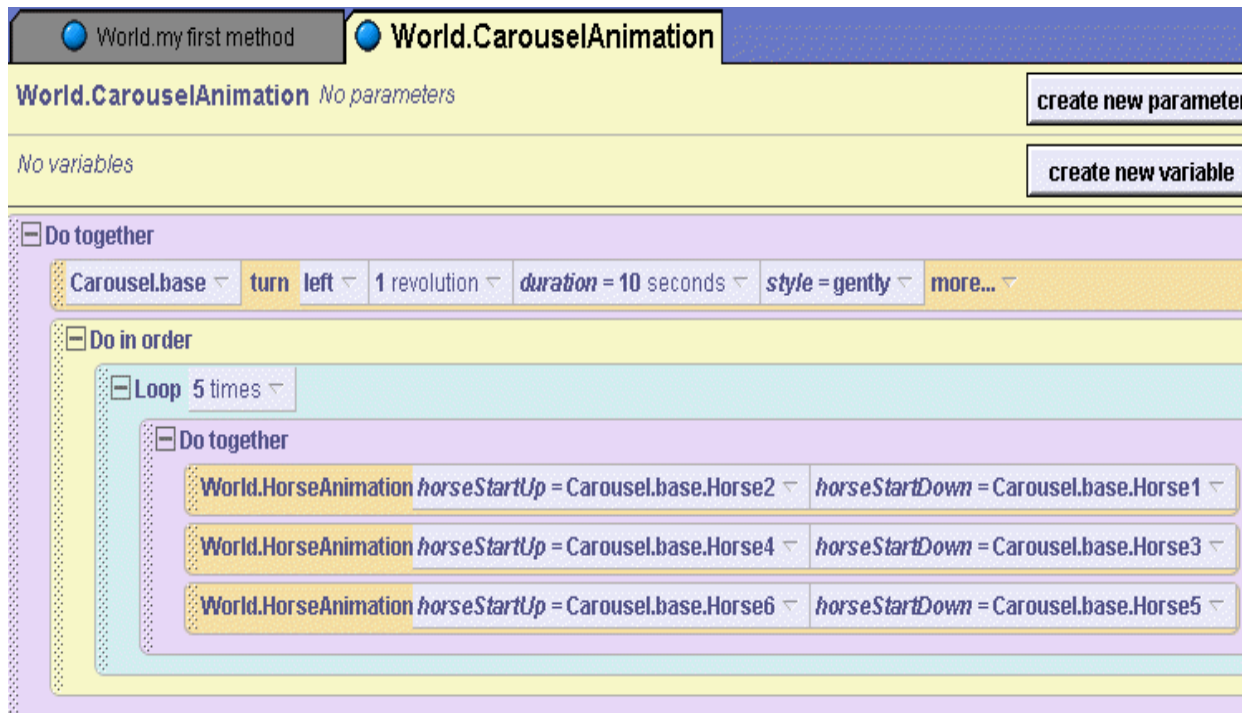 World.my first method World.CarouselAnimation
World.CarouselAnimation No parameters create new parameter
No variables create new variable
Do together
Carousel.base turn left 1 revolution duration = 10 seconds style = gently more...
Do in order
Loop 5 times
Do together
World.HorseAnimation horseStartUp = Carousel.base.Horse2 horseStartDown = Carousel.base.Horse1
World.HorseAnimation horseStartUp = Carousel.base.Horse4 horseStartDown = Carousel.base.Horse3
World.HorseAnimation horseStartUp = Carousel.base.Horse6 horseStartDown = Carousel.base.Horse5